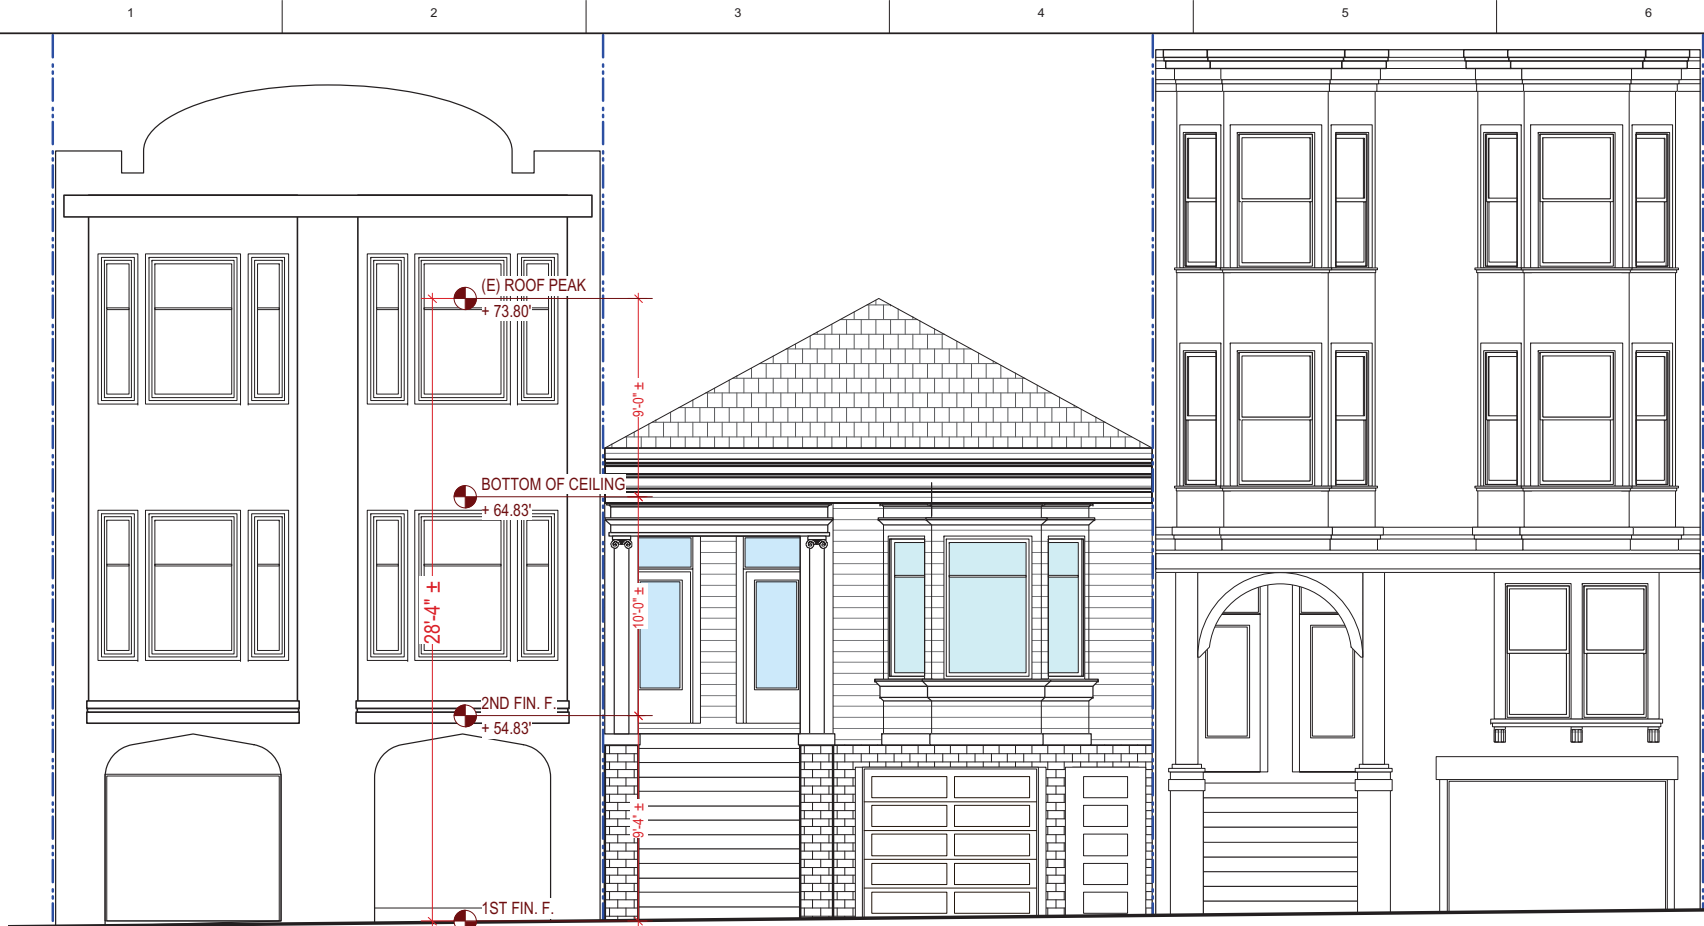 1 2 3 4 5 6
(E) ROOF PEAK
+ 73.80'
9'-0" ±
BOTTOM OF CEILING
+ 64.83'
28'-4" ±
10'-0" ±
2ND FIN. F.
+ 54.83'
9'-4" ±
1ST FIN. F.